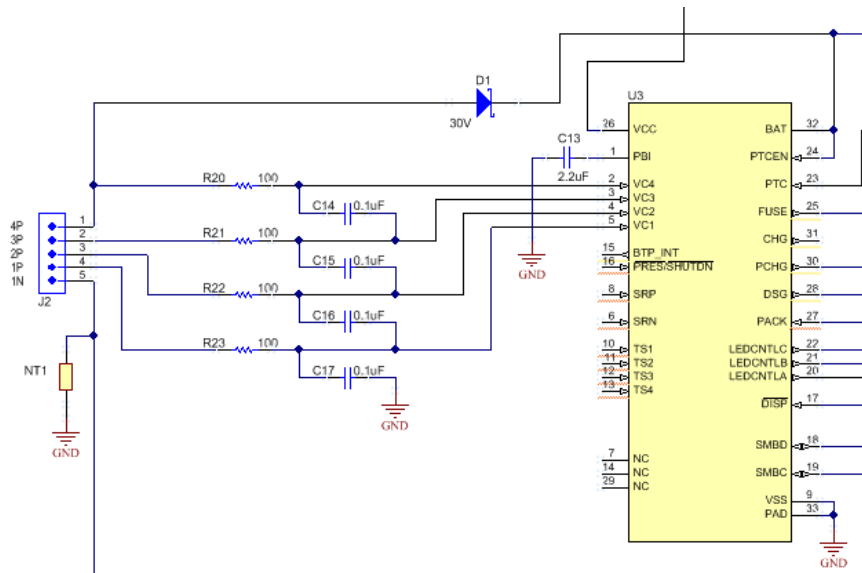 D1
30V
U3
C13
2.2uF
26 VCC BAT 32
1 PBI PTCEN 24
2 VC4 PTC 23
3 VC3
4 VC2 FUSE 25
5 VC1
CHG 31
15 BTP_INT
16 PRES/SHUTDN PCHG 30
8 SRP DSG 28
6 SRN PACK 27
10 TS1 LEDCNTLC 22
11 TS2 LEDCNTLB 21
12 TS3 LEDCNTLA 20
13 TS4
DISP 17
SMBD 18
7 NC
14 NC SMBC 19
29 NC
VSS 9
PAD 33
GND
GND
R20 100
C14 0.1uF
R21 100
C15 0.1uF
R22 100
C16 0.1uF
R23 100
C17 0.1uF
GND
4P 1
3P 2
2P 3
1P 4
1N 5
J2
NT1
GND